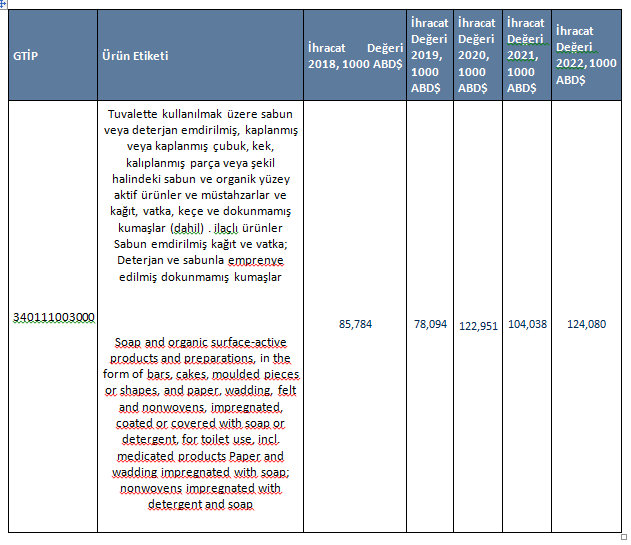 GTİP
Ürün Etiketi
İhracat Değeri
2018, 1000 ABD$
İhracat
Değeri
2019,
1000
ABD$
İhracat
Değeri
2020,
1000
ABD$
İhracat
Değeri
2021,
1000
ABD$
İhracat
Değeri
2022, 1000
ABD$
340111003000
Tuvalette kullanılmak üzere sabun
veya deterjan emdirilmiş, kaplanmış
veya kaplanmış çubuk, kek,
kalıplanmış parça veya şekil
halindeki sabun ve organik yüzey
aktif ürünler ve müstahzarlar ve
kağıt, vatka, keçe ve dokunmamış
kumaşlar (dahil) . ilaçlı ürünler
Sabun emdirilmiş kağıt ve vatka;
Deterjan ve sabunla emprenye
edilmiş dokunmamış kumaşlar
Soap and organic surface-active
products and preparations, in the
form of bars, cakes, moulded pieces
or shapes, and paper, wadding, felt
and nonwovens, impregnated,
coated or covered with soap or
detergent, for toilet use, incl.
medicated products Paper and
wadding impregnated with soap;
nonwovens impregnated with
detergent and soap
85,784
78,094
122,951
104,038
124,080